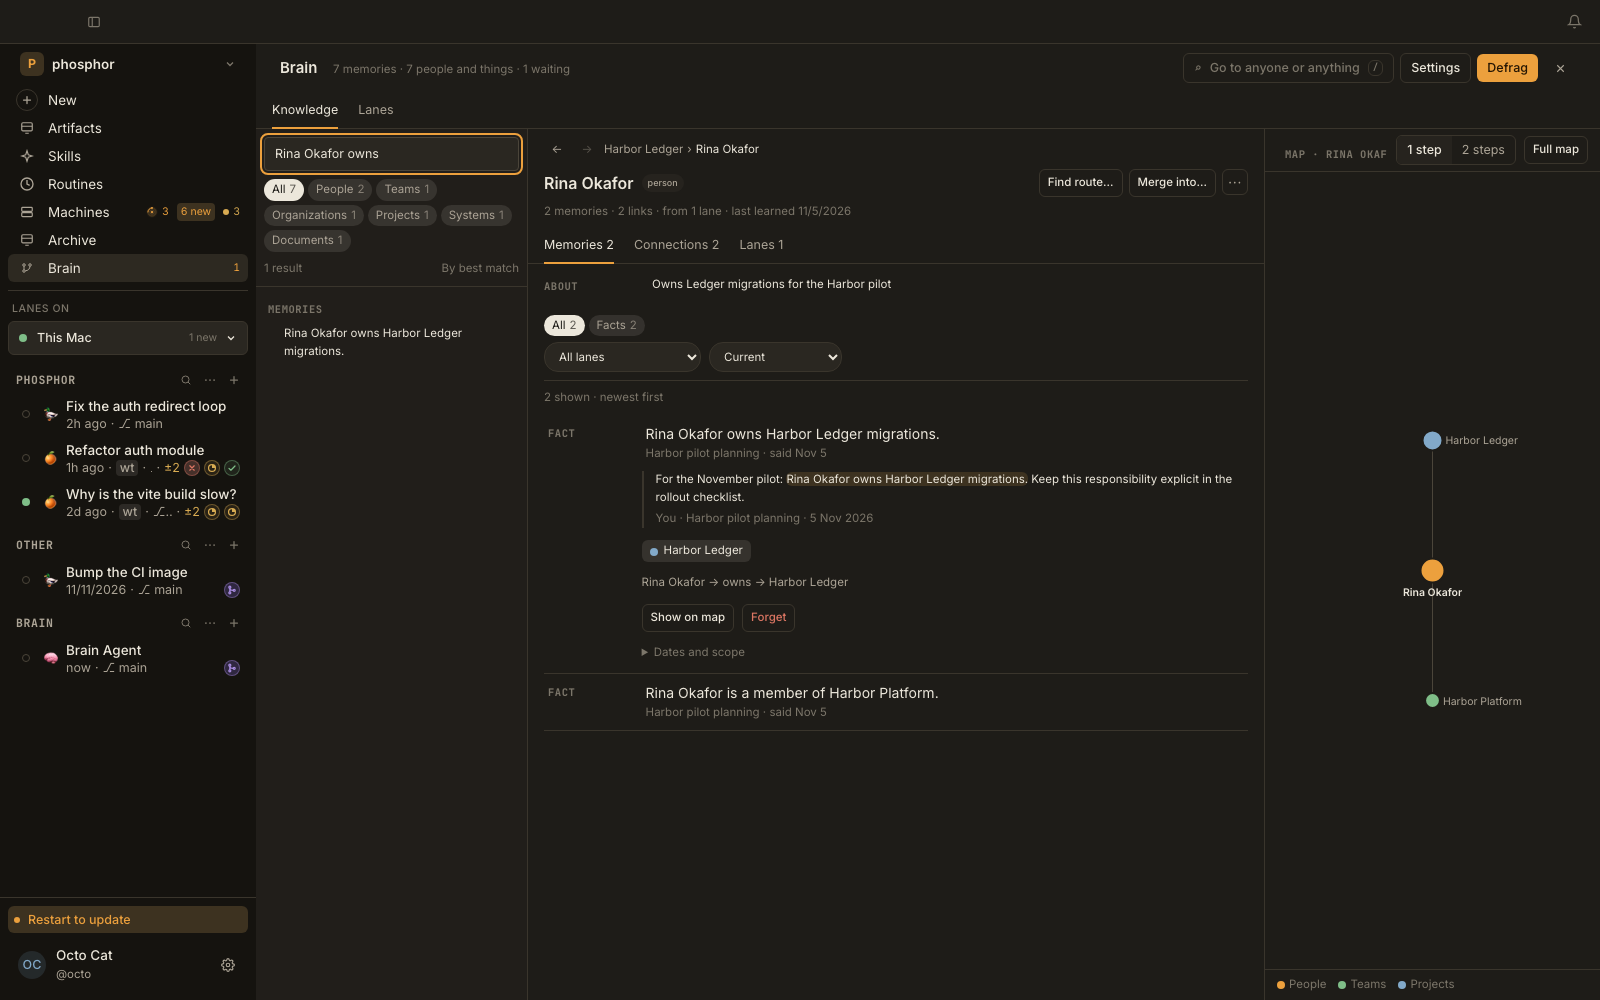 P phosphor
New
Artifacts
Skills
Routines
Machines 3 6 new 3
Archive
Brain 1
LANES ON
This Mac 1 new
PHOSPHOR
Fix the auth redirect loop
2h ago · main
Refactor auth module
1h ago · wt · . · ±2
Why is the vite build slow?
2d ago · wt · .. · ±2
OTHER
Bump the CI image
11/11/2026 · main
BRAIN
Brain Agent
now · main
Restart to update
OC Octo Cat
@octo
Brain 7 memories · 7 people and things · 1 waiting
Go to anyone or anything / Settings Defrag ×
Knowledge Lanes
Rina Okafor owns
All 7 People 2 Teams 1
Organizations 1 Projects 1 Systems 1
Documents 1
1 result By best match
MEMORIES
Rina Okafor owns Harbor Ledger
migrations.
← → Harbor Ledger › Rina Okafor
Rina Okafor person Find route... Merge into... ...
2 memories · 2 links · from 1 lane · last learned 11/5/2026
Memories 2 Connections 2 Lanes 1
ABOUT Owns Ledger migrations for the Harbor pilot
All 2 Facts 2
All lanes Current
2 shown · newest first
FACT Rina Okafor owns Harbor Ledger migrations.
Harbor pilot planning · said Nov 5
For the November pilot: Rina Okafor owns Harbor Ledger migrations. Keep this responsibility explicit in the
rollout checklist.
You · Harbor pilot planning · 5 Nov 2026
Harbor Ledger
Rina Okafor → owns → Harbor Ledger
Show on map Forget
Dates and scope
FACT Rina Okafor is a member of Harbor Platform.
Harbor pilot planning · said Nov 5
MAP · RINA OKAF 1 step 2 steps Full map
Harbor Ledger
Rina Okafor
Harbor Platform
People Teams Projects